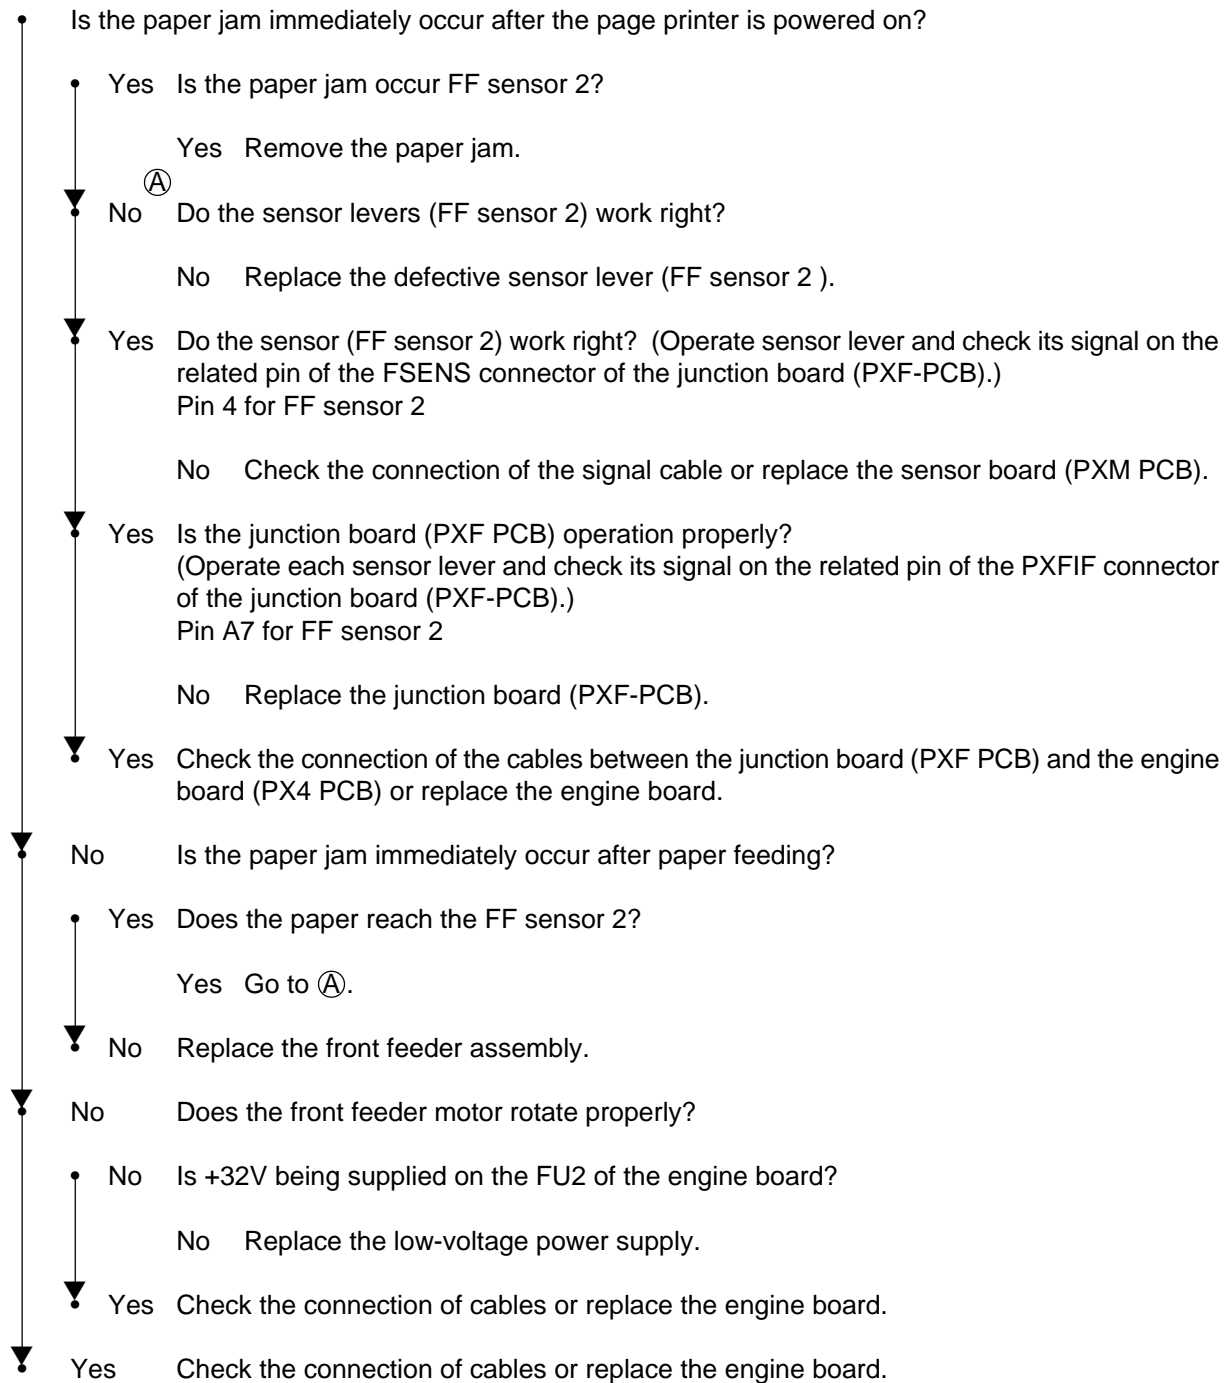 Is the paper jam immediately occur after the page printer is powered on?
Yes Is the paper jam occur FF sensor 2?
Yes Remove the paper jam.
Ⓐ
No Do the sensor levers (FF sensor 2) work right?
No Replace the defective sensor lever (FF sensor 2 ).
Yes Do the sensor (FF sensor 2) work right? (Operate sensor lever and check its signal on the
related pin of the FSENS connector of the junction board (PXF-PCB).)
Pin 4 for FF sensor 2
No Check the connection of the signal cable or replace the sensor board (PXM PCB).
Yes Is the junction board (PXF PCB) operation properly?
(Operate each sensor lever and check its signal on the related pin of the PXFIF connector
of the junction board (PXF-PCB).)
Pin A7 for FF sensor 2
No Replace the junction board (PXF-PCB).
Yes Check the connection of the cables between the junction board (PXF PCB) and the engine
board (PX4 PCB) or replace the engine board.
No Is the paper jam immediately occur after paper feeding?
Yes Does the paper reach the FF sensor 2?
Yes Go to Ⓐ.
No Replace the front feeder assembly.
No Does the front feeder motor rotate properly?
No Is +32V being supplied on the FU2 of the engine board?
No Replace the low-voltage power supply.
Yes Check the connection of cables or replace the engine board.
Yes Check the connection of cables or replace the engine board.